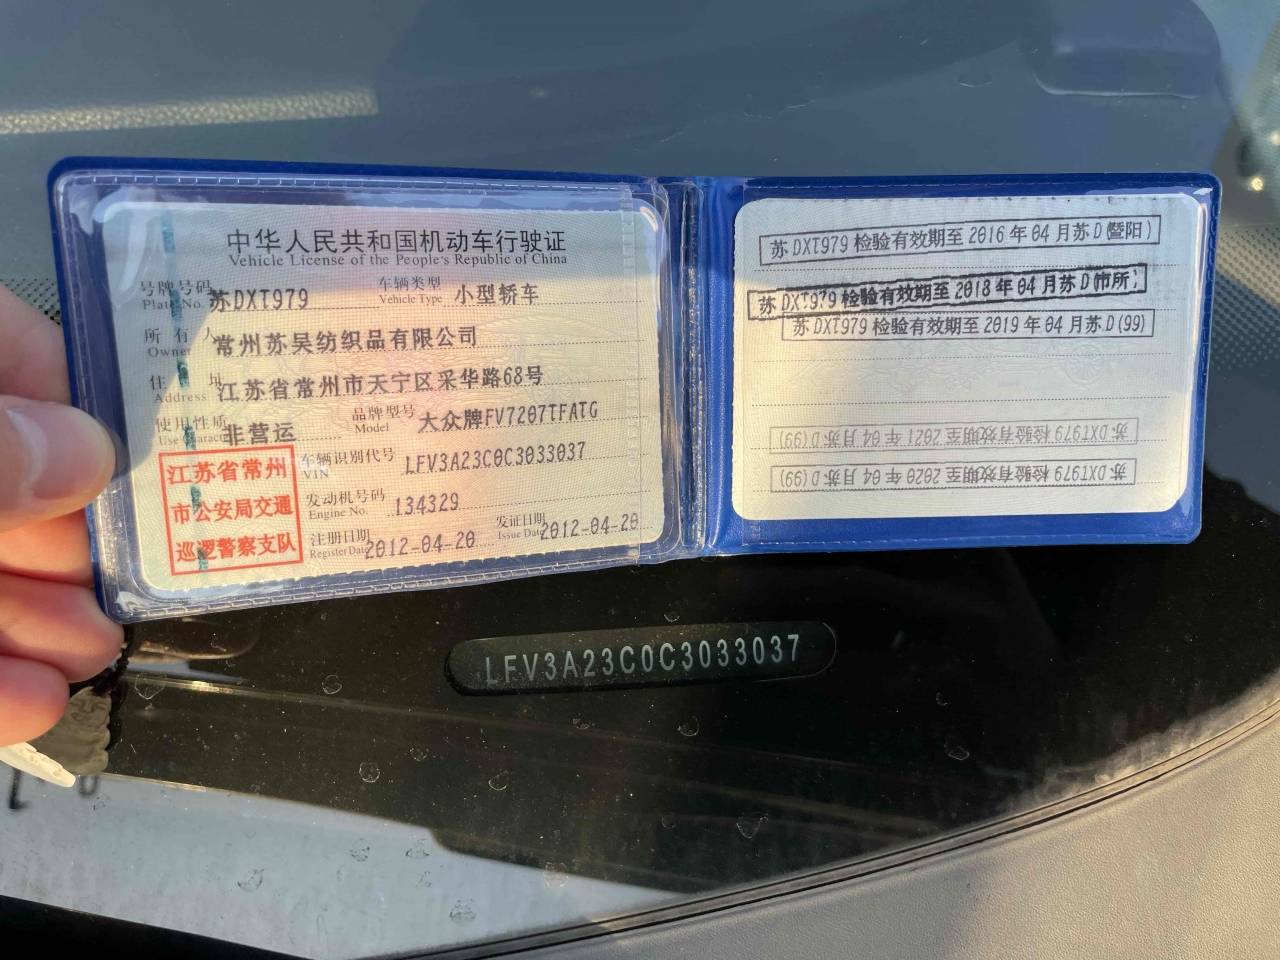 中华人民共和国机动车行驶证
Vehicle License of the People's Republic of China
号牌号码 苏DXT979 车辆类型 小型轿车
Plate No. Vehicle Type
所有人 常州苏吴纺织品有限公司
Owner
住址 江苏省常州市天宁区采华路68号
Address
使用性质 非营运 品牌型号 大众牌FV7207TFATG
Use Character Model
江苏省常州
市公安局交通
巡逻警察支队
车辆识别代号 LFV3A23C0C3033037
VIN
发动机号码 134329
Engine No.
注册日期 2012-04-20 发证日期 2012-04-20
Register Date Issue Date
苏DXT979检验有效期至2016年04月苏D(暨阳)
苏DXT979检验有效期至2018年04月苏D(市所)
苏DXT979检验有效期至2019年04月苏D(99)
苏DXT979检验有效期至2021年04月苏D(99)
苏DXT979检验有效期至2020年04月苏D(99)
LFV3A23C0C3033037